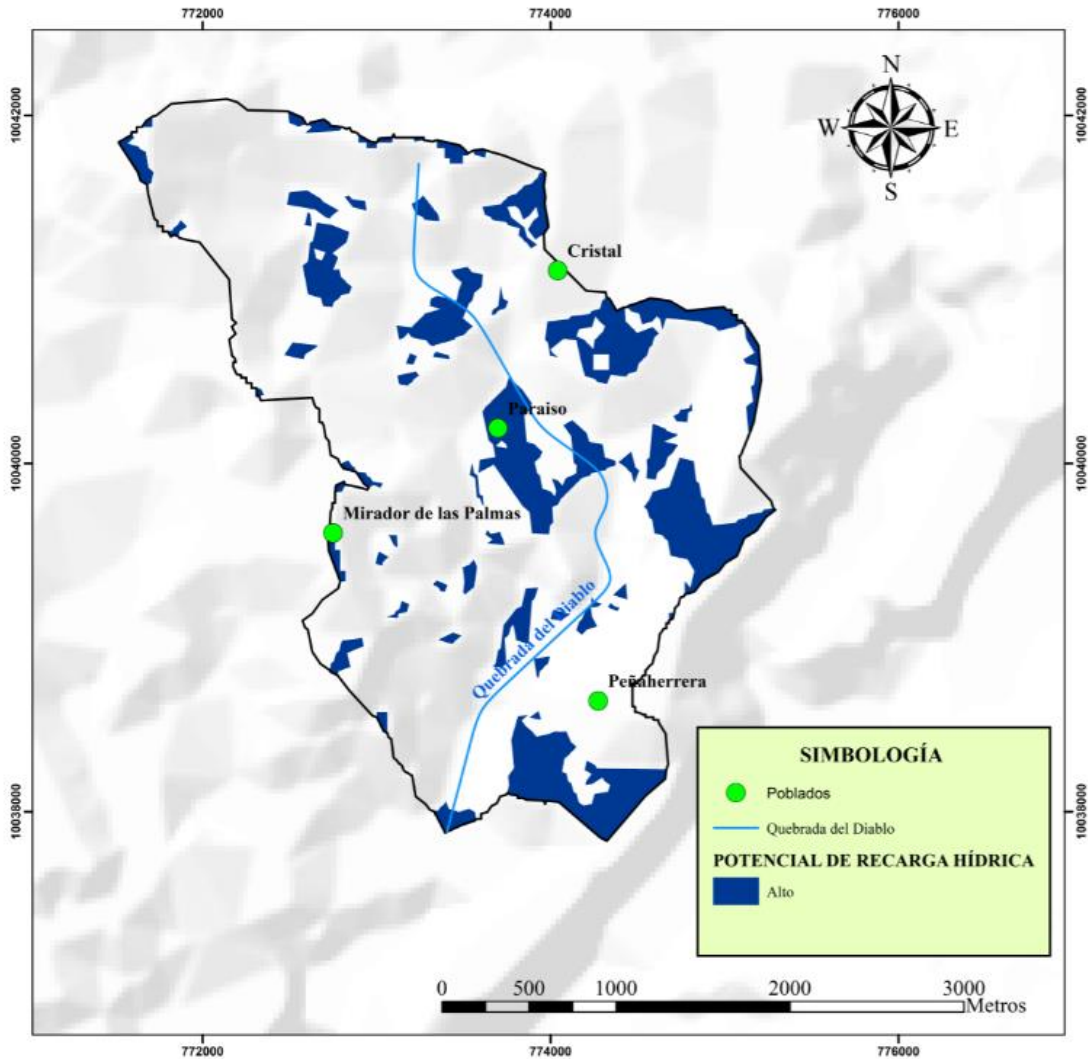 772000 774000 776000
N
W E
S
10042000 10042000
Cristal
Paraiso
10040000 10040000
Mirador de las Palmas
Quebrada del Diablo
Peñaherrera
SIMBOLOGÍA
Poblados
Quebrada del Diablo
POTENCIAL DE RECARGA HÍDRICA
Alto
10038000 10038000
0 500 1000 2000 3000
Metros
772000 774000 776000